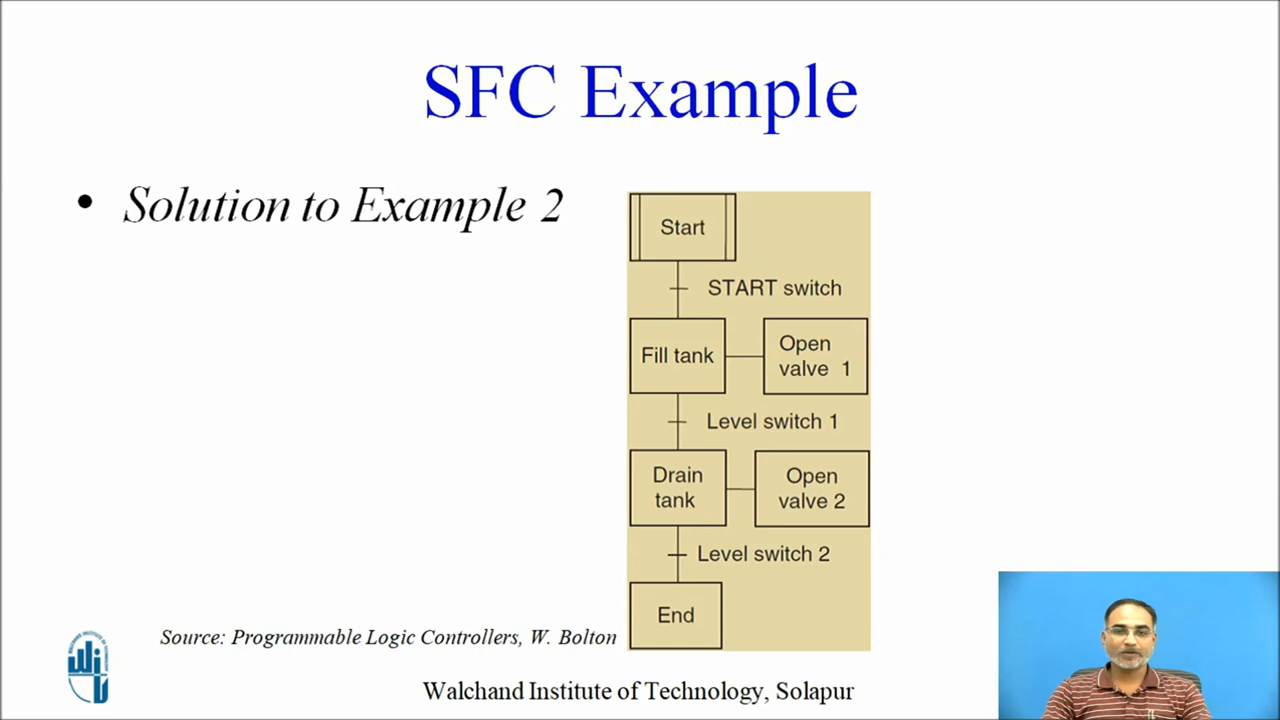 SFC Example
• Solution to Example 2
Start
START switch
Fill tank
Open
valve 1
Level switch 1
Drain
tank
Open
valve 2
Level switch 2
End
Source: Programmable Logic Controllers, W. Bolton
Walchand Institute of Technology, Solapur